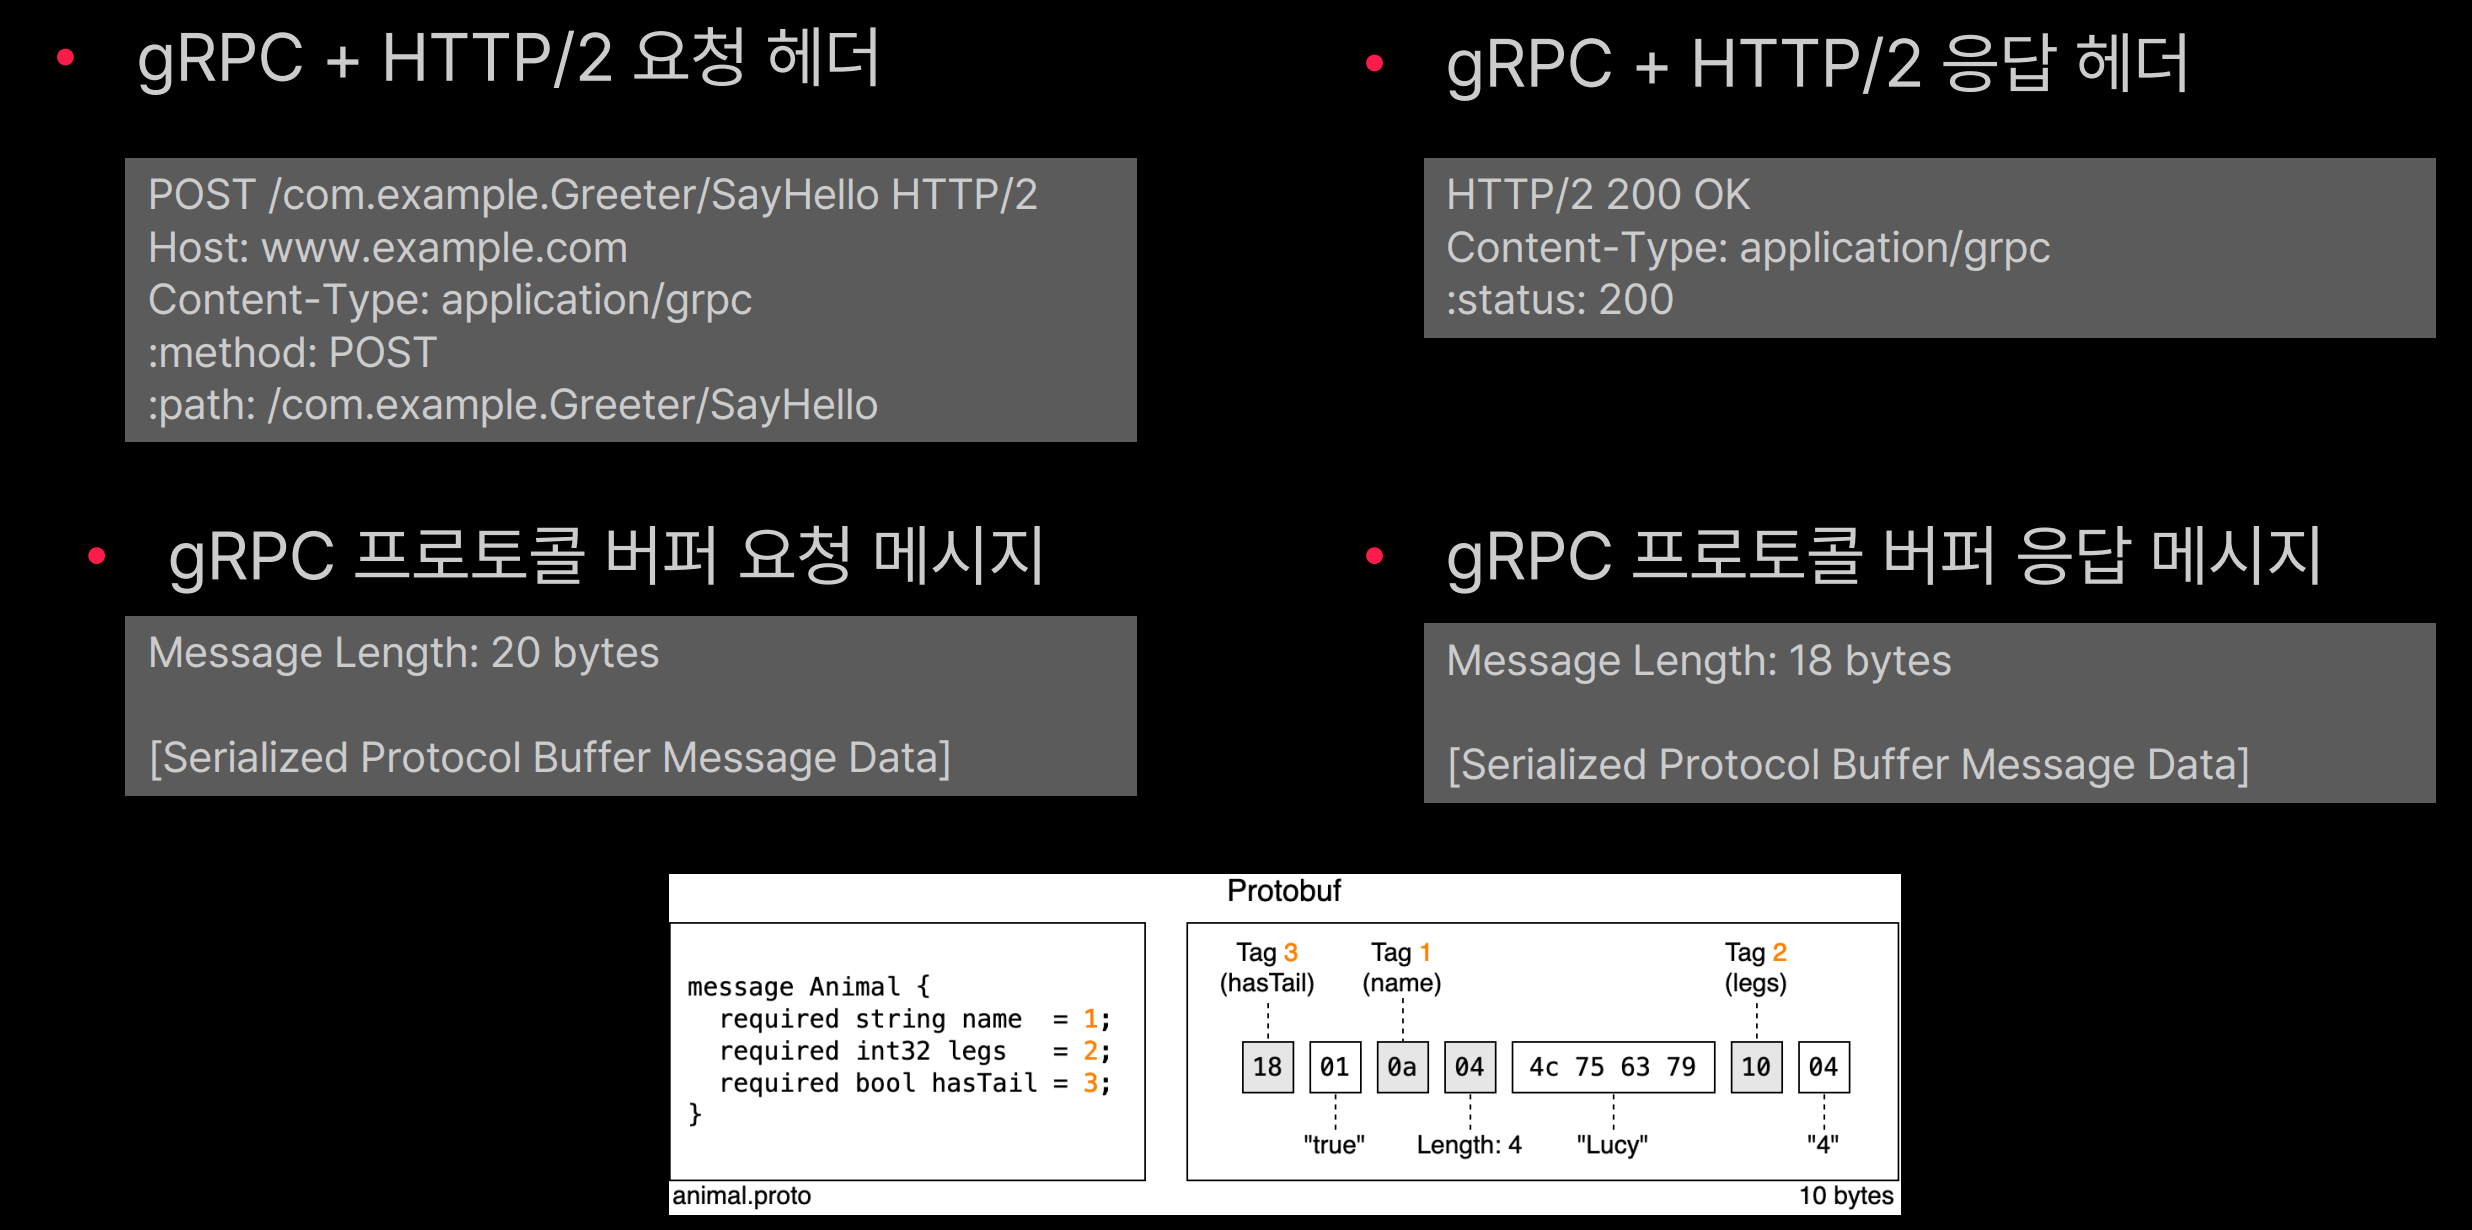 gRPC + HTTP/2 요청 헤더
POST /com.example.Greeter/SayHello HTTP/2
Host: www.example.com
Content-Type: application/grpc
:method: POST
:path: /com.example.Greeter/SayHello
gRPC + HTTP/2 응답 헤더
HTTP/2 200 OK
Content-Type: application/grpc
:status: 200
gRPC 프로토콜 버퍼 요청 메시지
Message Length: 20 bytes
[Serialized Protocol Buffer Message Data]
gRPC 프로토콜 버퍼 응답 메시지
Message Length: 18 bytes
[Serialized Protocol Buffer Message Data]
Protobuf
message Animal {
required string name = 1;
required int32 legs = 2;
required bool hasTail = 3;
}
animal.proto
Tag 3 Tag 1 Tag 2
(hasTail) (name) (legs)
18 01 0a 04 4c 75 63 79 10 04
"true" Length: 4 "Lucy" "4"
10 bytes